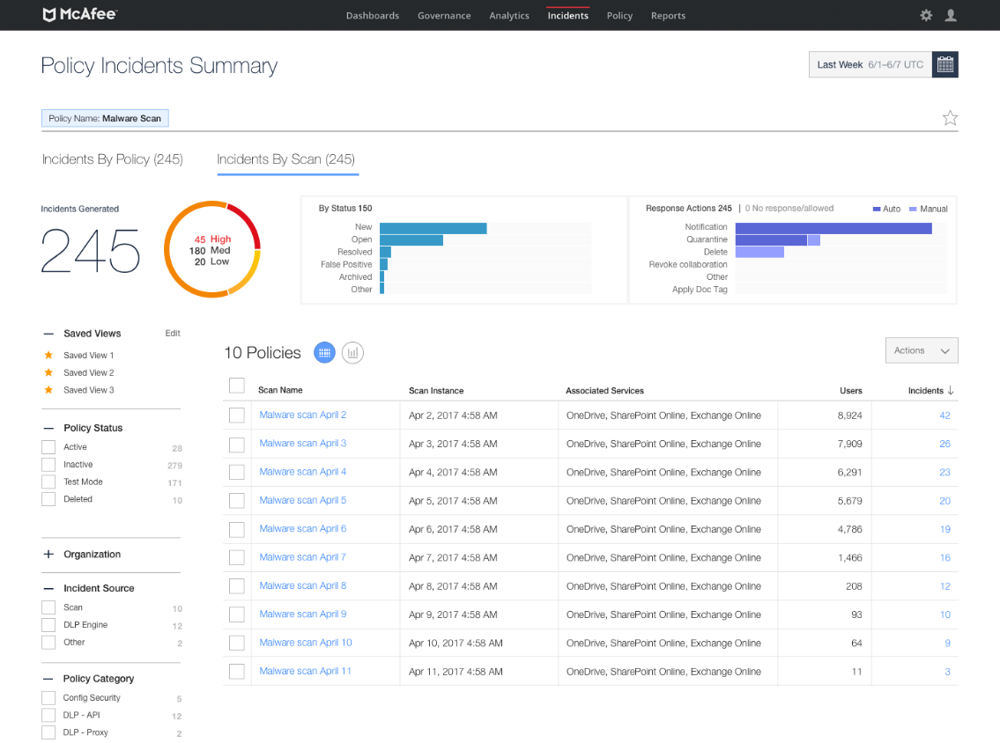 McAfee™
Dashboards Governance Analytics Incidents Policy Reports
Policy Incidents Summary
Last Week 6/1–6/7 UTC
Policy Name: Malware Scan
Incidents By Policy (245) Incidents By Scan (245)
Incidents Generated
245
45 High
180 Med
20 Low
By Status 150
New
Open
Resolved
False Positive
Archived
Other
Response Actions 245 | 0 No response/allowed Auto Manual
Notification
Quarantine
Delete
Revoke collaboration
Other
Apply Doc Tag
Saved Views Edit
Saved View 1
Saved View 2
Saved View 3
Policy Status
Active 28
Inactive 279
Test Mode 171
Deleted 10
Organization
Incident Source
Scan 10
DLP Engine 12
Other 2
Policy Category
Config Security 5
DLP - API 12
DLP - Proxy 2
10 Policies
Actions
Scan Name Scan Instance Associated Services Users Incidents
Malware scan April 2 Apr 2, 2017 4:58 AM OneDrive, SharePoint Online, Exchange Online 8,924 42
Malware scan April 3 Apr 3, 2017 4:58 AM OneDrive, SharePoint Online, Exchange Online 7,909 26
Malware scan April 4 Apr 4, 2017 4:58 AM OneDrive, SharePoint Online, Exchange Online 6,291 23
Malware scan April 5 Apr 5, 2017 4:58 AM OneDrive, SharePoint Online, Exchange Online 5,679 20
Malware scan April 6 Apr 6, 2017 4:58 AM OneDrive, SharePoint Online, Exchange Online 4,786 19
Malware scan April 7 Apr 7, 2017 4:58 AM OneDrive, SharePoint Online, Exchange Online 1,466 16
Malware scan April 8 Apr 8, 2017 4:58 AM OneDrive, SharePoint Online, Exchange Online 208 12
Malware scan April 9 Apr 9, 2017 4:58 AM OneDrive, SharePoint Online, Exchange Online 93 10
Malware scan April 10 Apr 10, 2017 4:58 AM OneDrive, SharePoint Online, Exchange Online 64 9
Malware scan April 11 Apr 11, 2017 4:58 AM OneDrive, SharePoint Online, Exchange Online 11 3